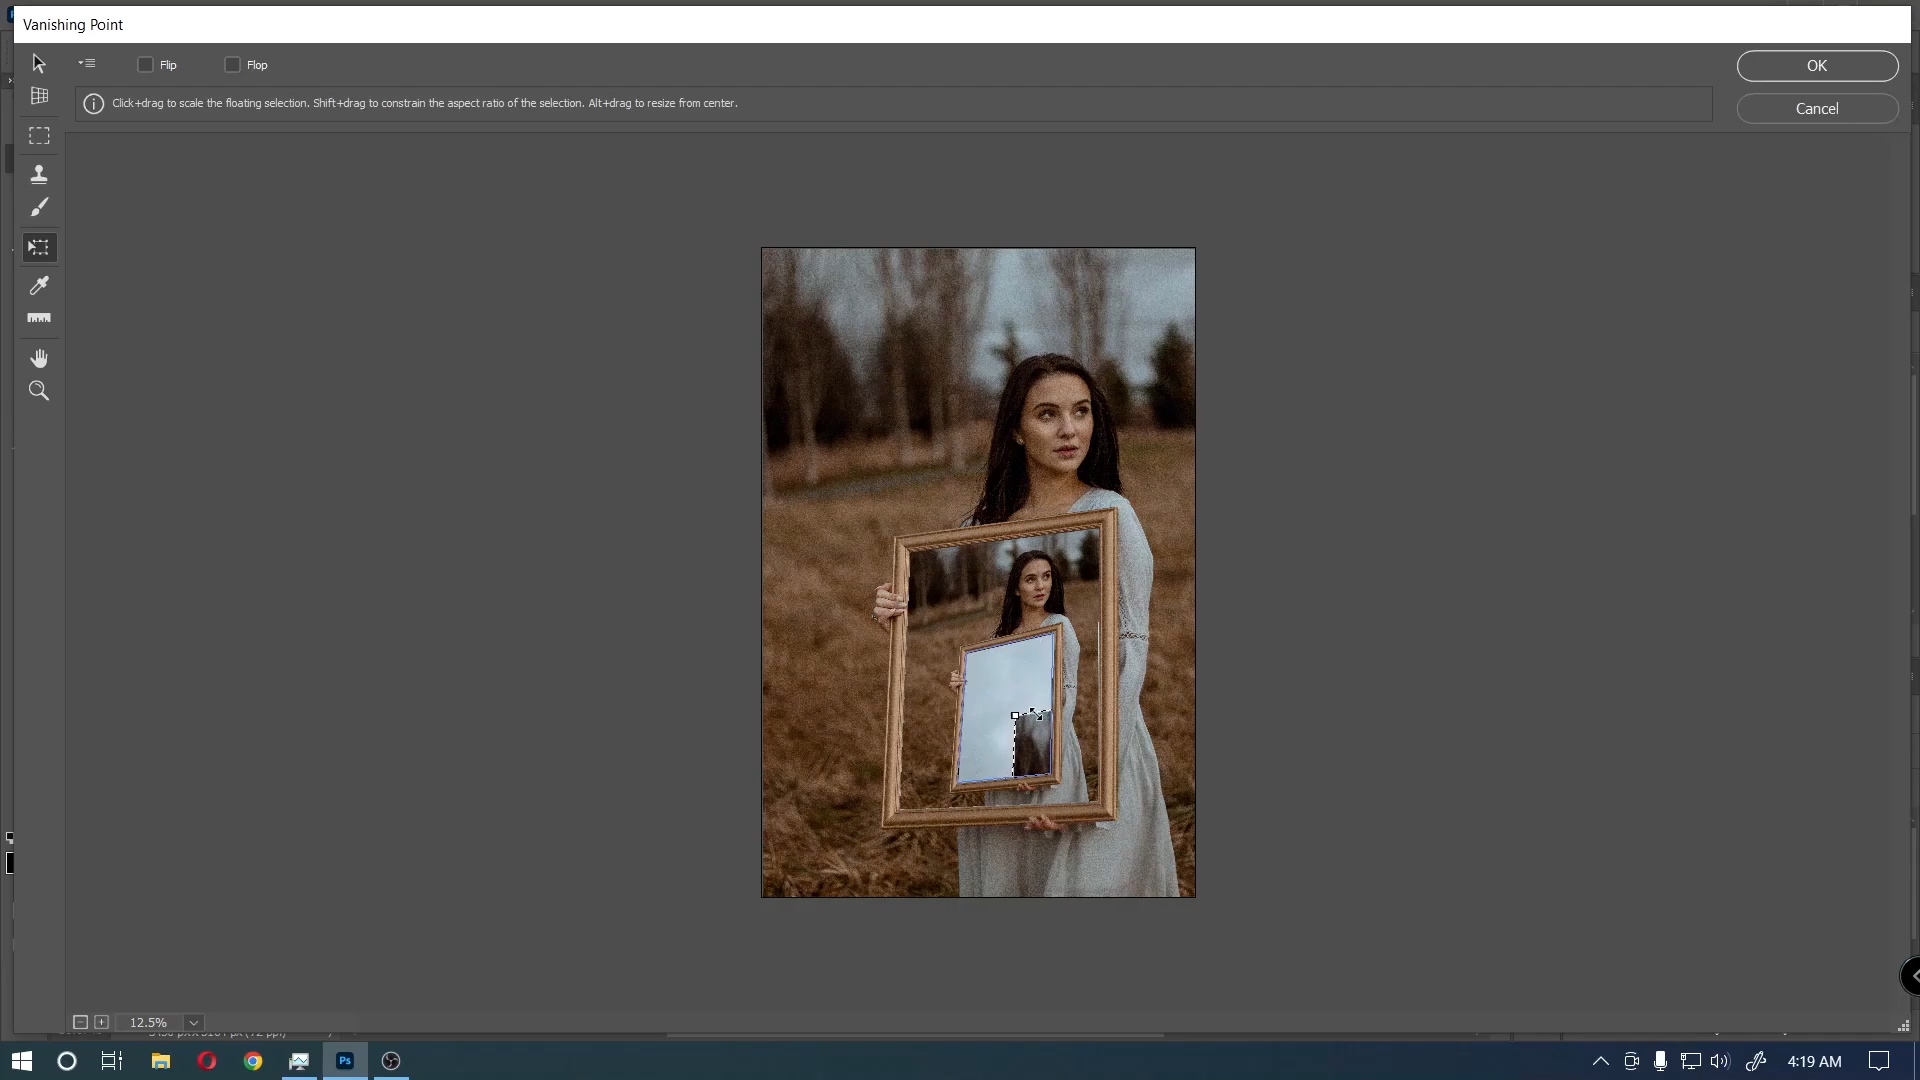 Vanishing Point
Flip
Flop
OK
Click+drag to scale the floating selection. Shift+drag to constrain the aspect ratio of the selection. Alt+drag to resize from center.
Cancel
12.5%
Ps
4:19 AM